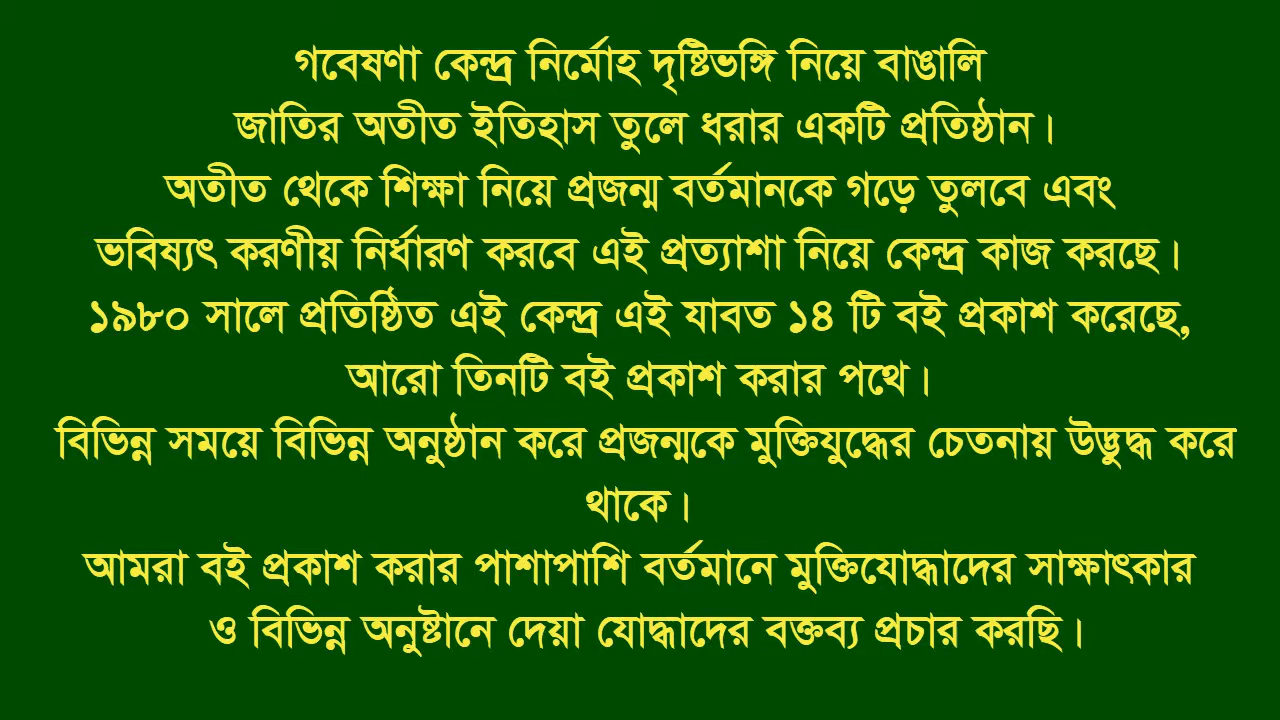 গবেষণা কেন্দ্র নির্মোহ দৃষ্টিভঙ্গি নিয়ে বাঙালি
জাতির অতীত ইতিহাস তুলে ধরার একটি প্রতিষ্ঠান।
অতীত থেকে শিক্ষা নিয়ে প্রজন্ম বর্তমানকে গড়ে তুলবে এবং
ভবিষ্যৎ করণীয় নির্ধারণ করবে এই প্রত্যাশা নিয়ে কেন্দ্র কাজ করছে।
১৯৮০ সালে প্রতিষ্ঠিত এই কেন্দ্র এই যাবত ১৪ টি বই প্রকাশ করেছে,
আরো তিনটি বই প্রকাশ করার পথে।
বিভিন্ন সময়ে বিভিন্ন অনুষ্ঠান করে প্রজন্মকে মুক্তিযুদ্ধের চেতনায় উদ্ভুদ্ধ করে
থাকে।
আমরা বই প্রকাশ করার পাশাপাশি বর্তমানে মুক্তিযোদ্ধাদের সাক্ষাৎকার
ও বিভিন্ন অনুষ্টানে দেয়া যোদ্ধাদের বক্তব্য প্রচার করছি।